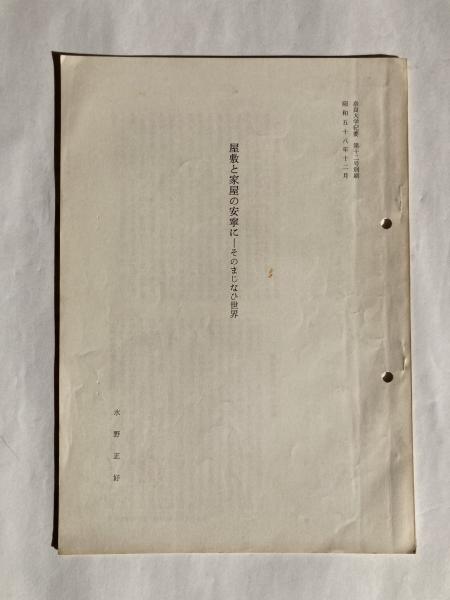 奈良大学紀要 第十二号別刷
昭和五十八年十二月
屋敷と家屋の安寧に―そのまじなひ世界
水野正好